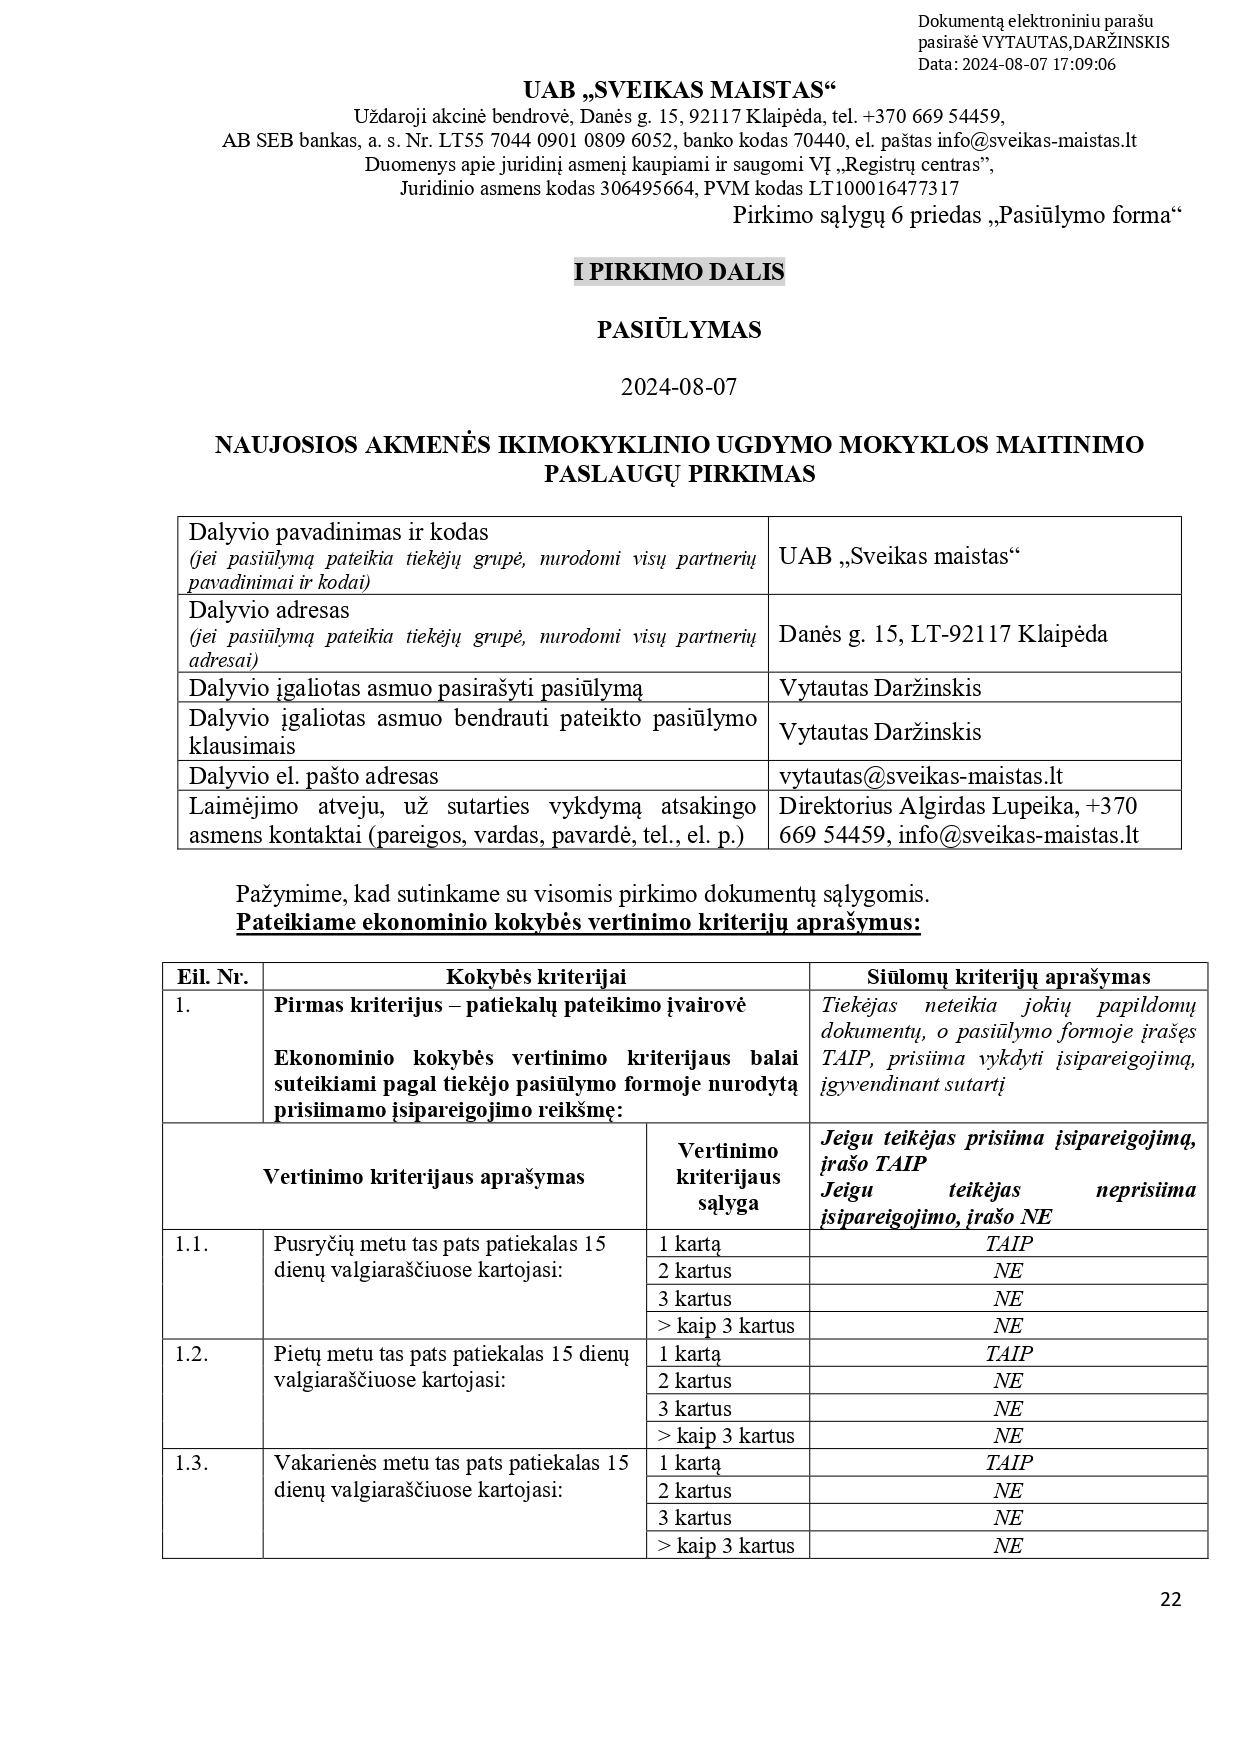 Dokumentą elektroniniu parašu
pasirašė VYTAUTAS,DARŽINSKIS
Data: 2024-08-07 17:09:06
UAB „SVEIKAS MAISTAS“
Uždaroji akcinė bendrovė, Danės g. 15, 92117 Klaipėda, tel. +370 669 54459,
AB SEB bankas, a. s. Nr. LT55 7044 0901 0809 6052, banko kodas 70440, el. paštas info@sveikas-maistas.lt
Duomenys apie juridinį asmenį kaupiami ir saugomi VĮ „Registrų centras”,
Juridinio asmens kodas 306495664, PVM kodas LT100016477317
Pirkimo sąlygų 6 priedas „Pasiūlymo forma“
I PIRKIMO DALIS
PASIŪLYMAS
2024-08-07
NAUJOSIOS AKMENĖS IKIMOKYKLINIO UGDYMO MOKYKLOS MAITINIMO
PASLAUGŲ PIRKIMAS
Dalyvio pavadinimas ir kodas
(jei pasiūlymą pateikia tiekėjų grupė, nurodomi visų partnerių
pavadinimai ir kodai)
UAB „Sveikas maistas“
Dalyvio adresas
(jei pasiūlymą pateikia tiekėjų grupė, nurodomi visų partnerių
adresai)
Danės g. 15, LT-92117 Klaipėda
Dalyvio įgaliotas asmuo pasirašyti pasiūlymą
Vytautas Daržinskis
Dalyvio įgaliotas asmuo bendrauti pateikto pasiūlymo
klausimais
Vytautas Daržinskis
Dalyvio el. pašto adresas
vytautas@sveikas-maistas.lt
Laimėjimo atveju, už sutarties vykdymą atsakingo
asmens kontaktai (pareigos, vardas, pavardė, tel., el. p.)
Direktorius Algirdas Lupeika, +370
669 54459, info@sveikas-maistas.lt
Pažymime, kad sutinkame su visomis pirkimo dokumentų sąlygomis.
Pateikiame ekonominio kokybės vertinimo kriterijų aprašymus:
Eil. Nr.
Kokybės kriterijai
Siūlomų kriterijų aprašymas
1.
Pirmas kriterijus – patiekalų pateikimo įvairovė
Ekonominio kokybės vertinimo kriterijaus balai
suteikiami pagal tiekėjo pasiūlymo formoje nurodytą
prisiimamo įsipareigojimo reikšmę:
Tiekėjas neteikia jokių papildomų
dokumentų, o pasiūlymo formoje įrašęs
TAIP, prisiima vykdyti įsipareigojimą,
įgyvendinant sutartį
Vertinimo kriterijaus aprašymas
Vertinimo
kriterijaus
sąlyga
Jeigu teikėjas prisiima įsipareigojimą,
įrašo TAIP
Jeigu teikėjas neprisiima
įsipareigojimo, įrašo NE
1.1.
Pusryčių metu tas pats patiekalas 15
dienų valgiaraščiuose kartojasi:
1 kartą
TAIP
2 kartus
NE
3 kartus
NE
> kaip 3 kartus
NE
1.2.
Pietų metu tas pats patiekalas 15 dienų
valgiaraščiuose kartojasi:
1 kartą
TAIP
2 kartus
NE
3 kartus
NE
> kaip 3 kartus
NE
1.3.
Vakarienės metu tas pats patiekalas 15
dienų valgiaraščiuose kartojasi:
1 kartą
TAIP
2 kartus
NE
3 kartus
NE
> kaip 3 kartus
NE
22